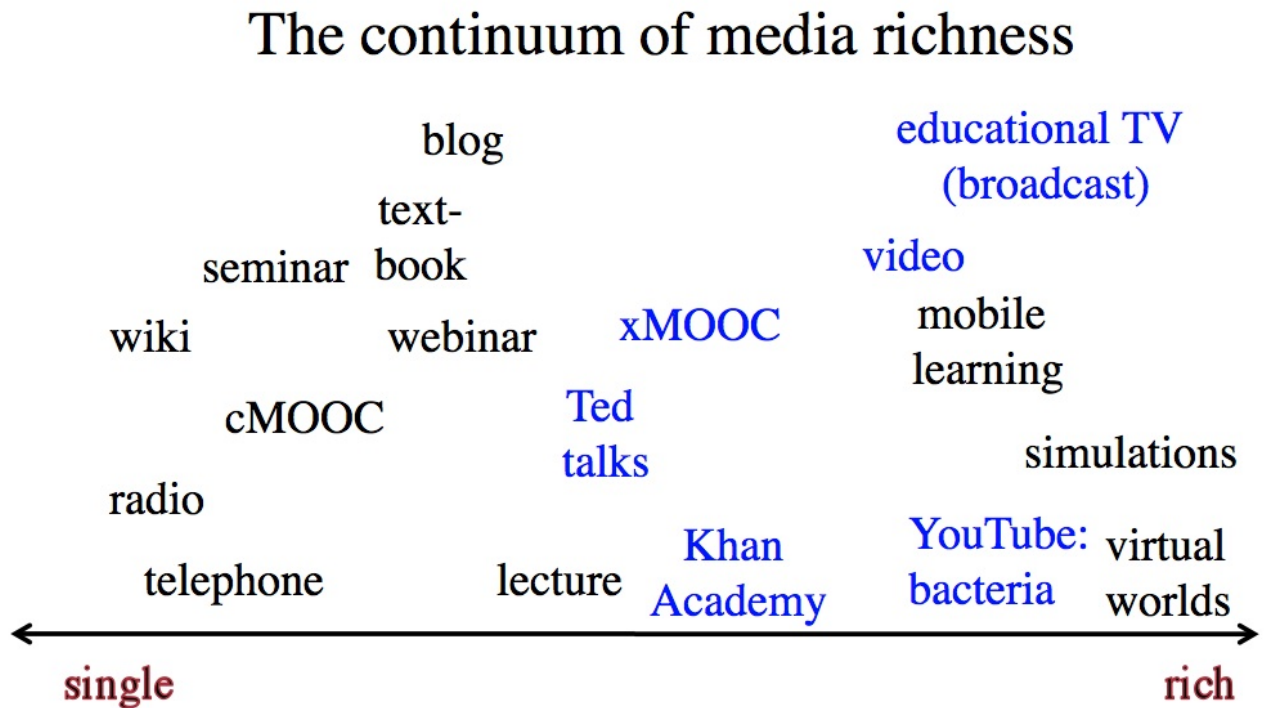 The continuum of media richness
blog
educational TV
(broadcast)
text-
book
seminar
video
wiki
webinar
xMOOC
mobile
learning
cMOOC
Ted
talks
simulations
radio
Khan
Academy
YouTube:
bacteria
virtual
worlds
telephone
lecture
single
rich